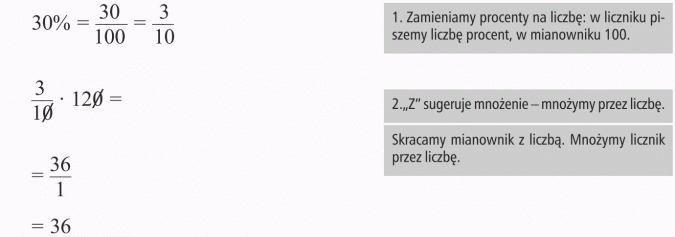 30% = 30/100 = 3/10
1. Zamieniamy procenty na liczbę: w liczniku pi-
szemy liczbę procent, w mianowniku 100.
3/10 · 120 =
2.„Z” sugeruje mnożenie – mnożymy przez liczbę.
Skracamy mianownik z liczbą. Mnożymy licznik
przez liczbę.
= 36/1
= 36